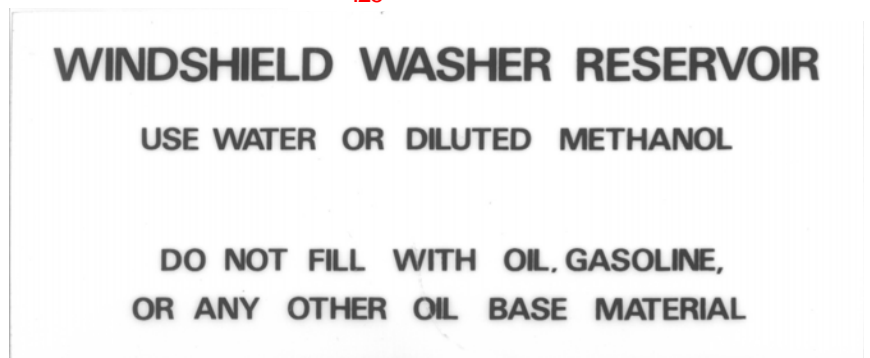 WINDSHIELD WASHER RESERVOIR
USE WATER OR DILUTED METHANOL
DO NOT FILL WITH OIL, GASOLINE,
OR ANY OTHER OIL BASE MATERIAL